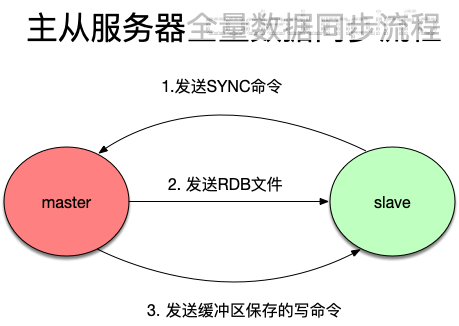 主从服务器全量数据同步流程
1.发送SYNC命令
master
2. 发送RDB文件
slave
3. 发送缓冲区保存的写命令